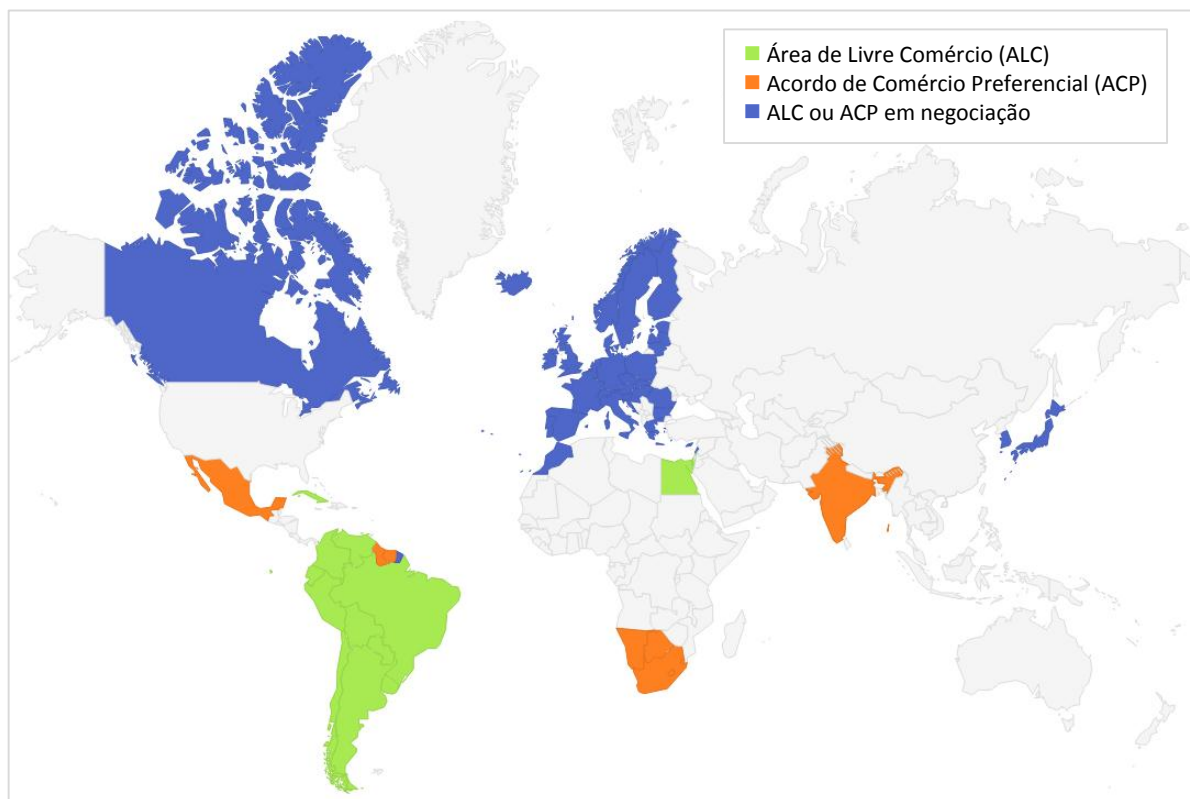 Área de Livre Comércio (ALC)
Acordo de Comércio Preferencial (ACP)
ALC ou ACP em negociação